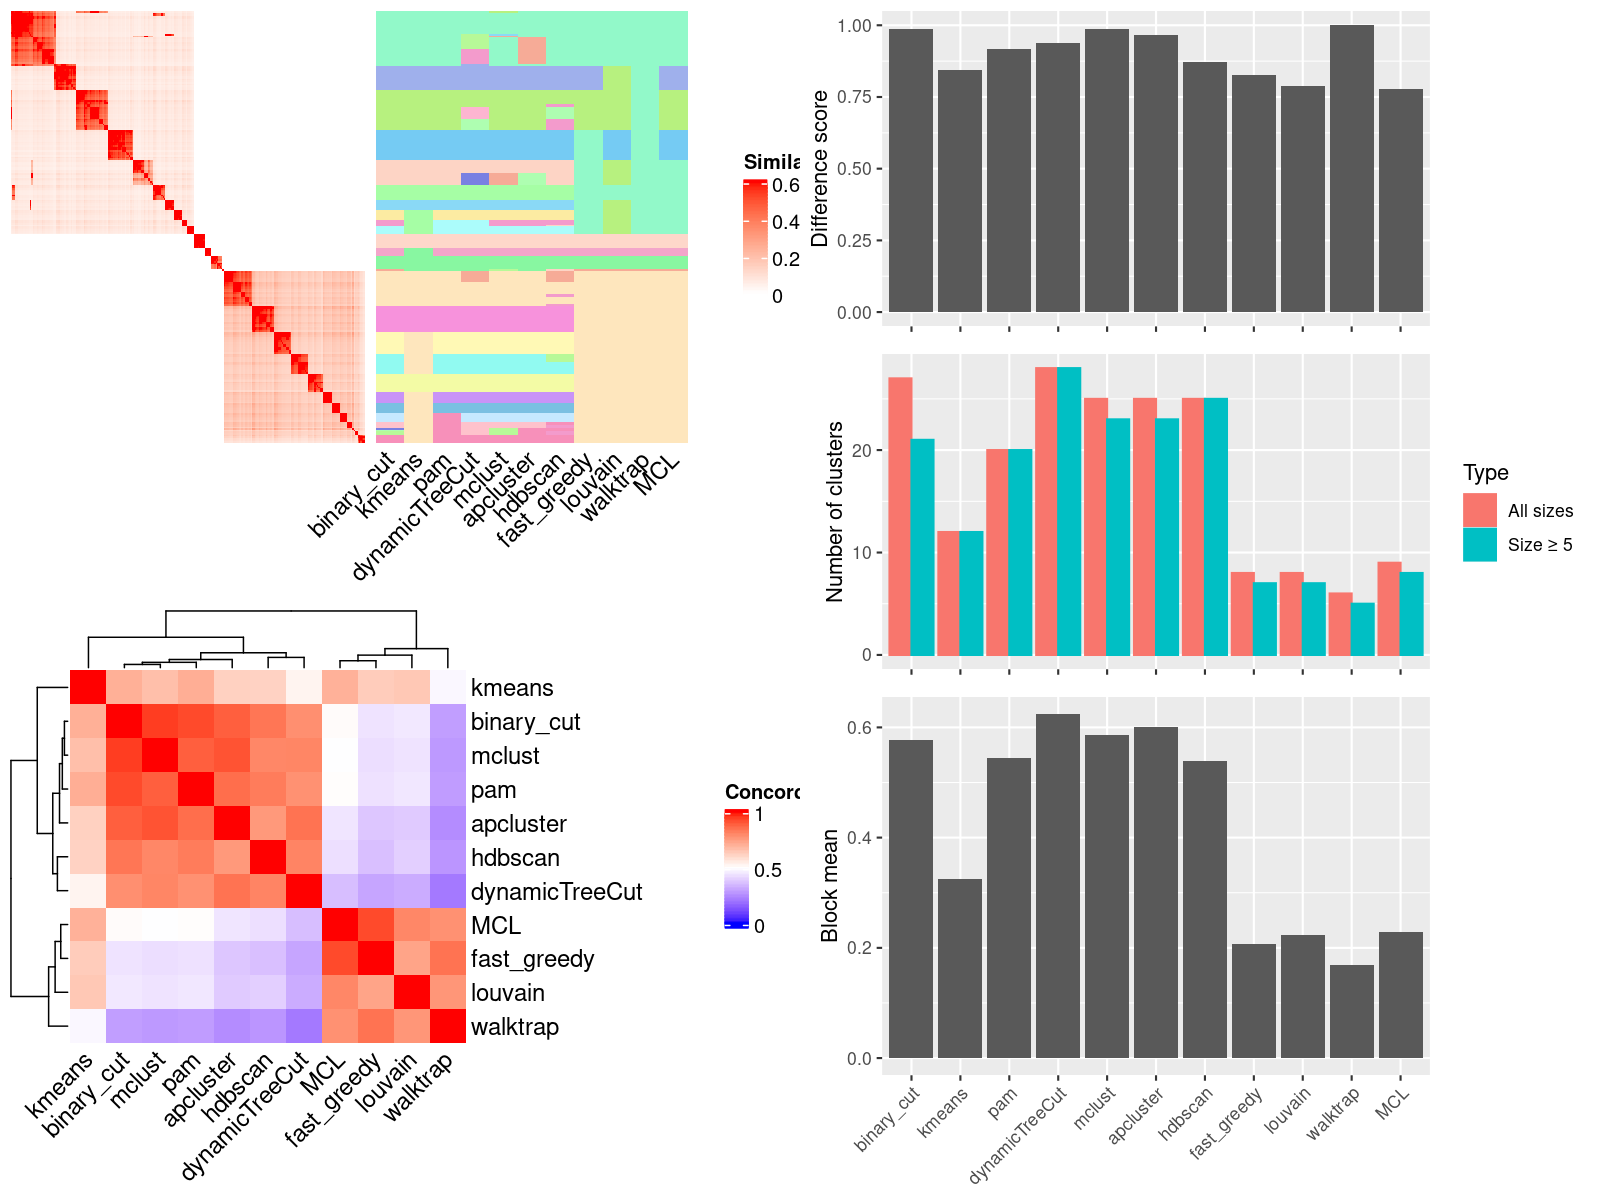 Simila
0.6
0.4
0.2
0
binary_cut
kmeans
pam
dynamicTreeCut
mclust
apcluster
hdbscan
fast_greedy
louvain
walktrap
MCL
kmeans
binary_cut
mclust
pam
apcluster
hdbscan
dynamicTreeCut
MCL
fast_greedy
louvain
walktrap
kmeans
binary_cut
mclust
pam
apcluster
hdbscan
dynamicTreeCut
MCL
fast_greedy
louvain
walktrap
Concord
1
0.5
0
Difference score
1.00
0.75
0.50
0.25
0.00
Number of clusters
20
10
0
Type
All sizes
Size ≥ 5
Block mean
0.6
0.4
0.2
0.0
binary_cut
kmeans
pam
dynamicTreeCut
mclust
apcluster
hdbscan
fast_greedy
louvain
walktrap
MCL